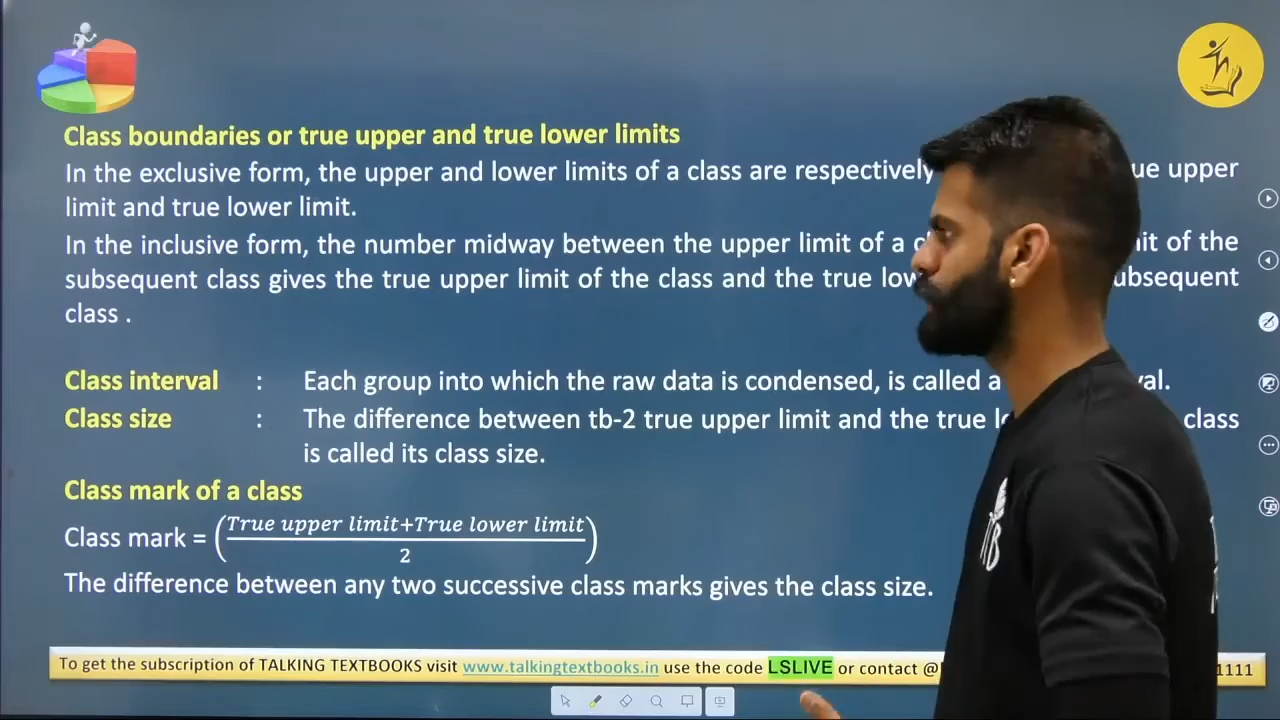 Class boundaries or true upper and true lower limits
In the exclusive form, the upper and lower limits of a class are respectively ue upper
limit and true lower limit.
In the inclusive form, the number midway between the upper limit of a it of the
subsequent class gives the true upper limit of the class and the true low ubsequent
class .
Class interval : Each group into which the raw data is condensed, is called a val.
Class size : The difference between tb-2 true upper limit and the true class
is called its class size.
Class mark of a class
Class mark = (True upper limit+True lower limit / 2)
The difference between any two successive class marks gives the class size.
To get the subscription of TALKING TEXTBOOKS visit www.talkingtextbooks.in use the code LSLIVE or contact @ 1111